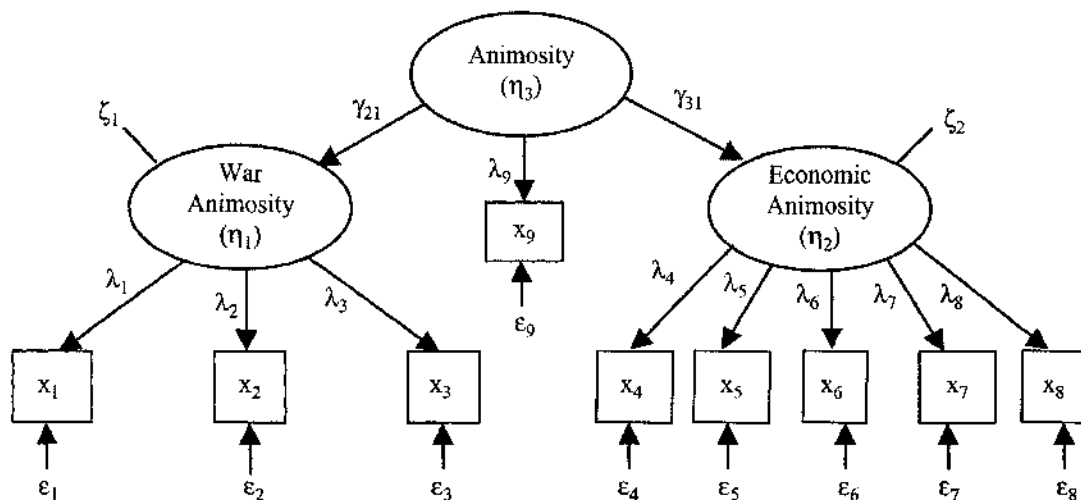 Animosity
(η₃)
γ₂₁
γ₃₁
ζ₁
ζ₂
War
Animosity
(η₁)
λ₉
x₉
ε₉
Economic
Animosity
(η₂)
λ₁
λ₂
λ₃
λ₄
λ₅
λ₆
λ₇
λ₈
x₁
x₂
x₃
x₄
x₅
x₆
x₇
x₈
ε₁
ε₂
ε₃
ε₄
ε₅
ε₆
ε₇
ε₈